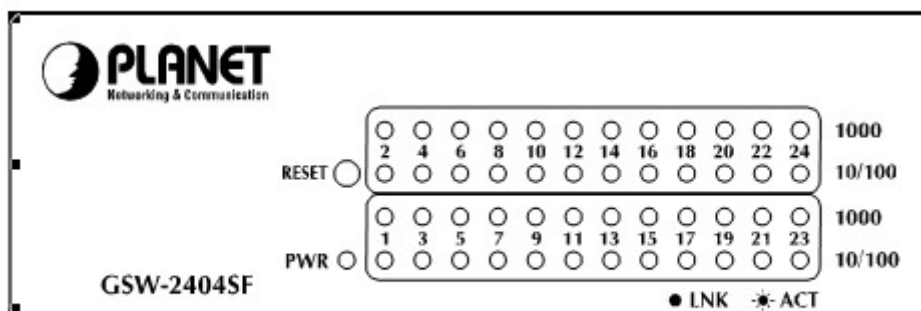 PLANET
Networking & Communication
1000
2 4 6 8 10 12 14 16 18 20 22 24
RESET
10/100
1000
1 3 5 7 9 11 13 15 17 19 21 23
PWR
10/100
GSW-2404SF
LNK ACT